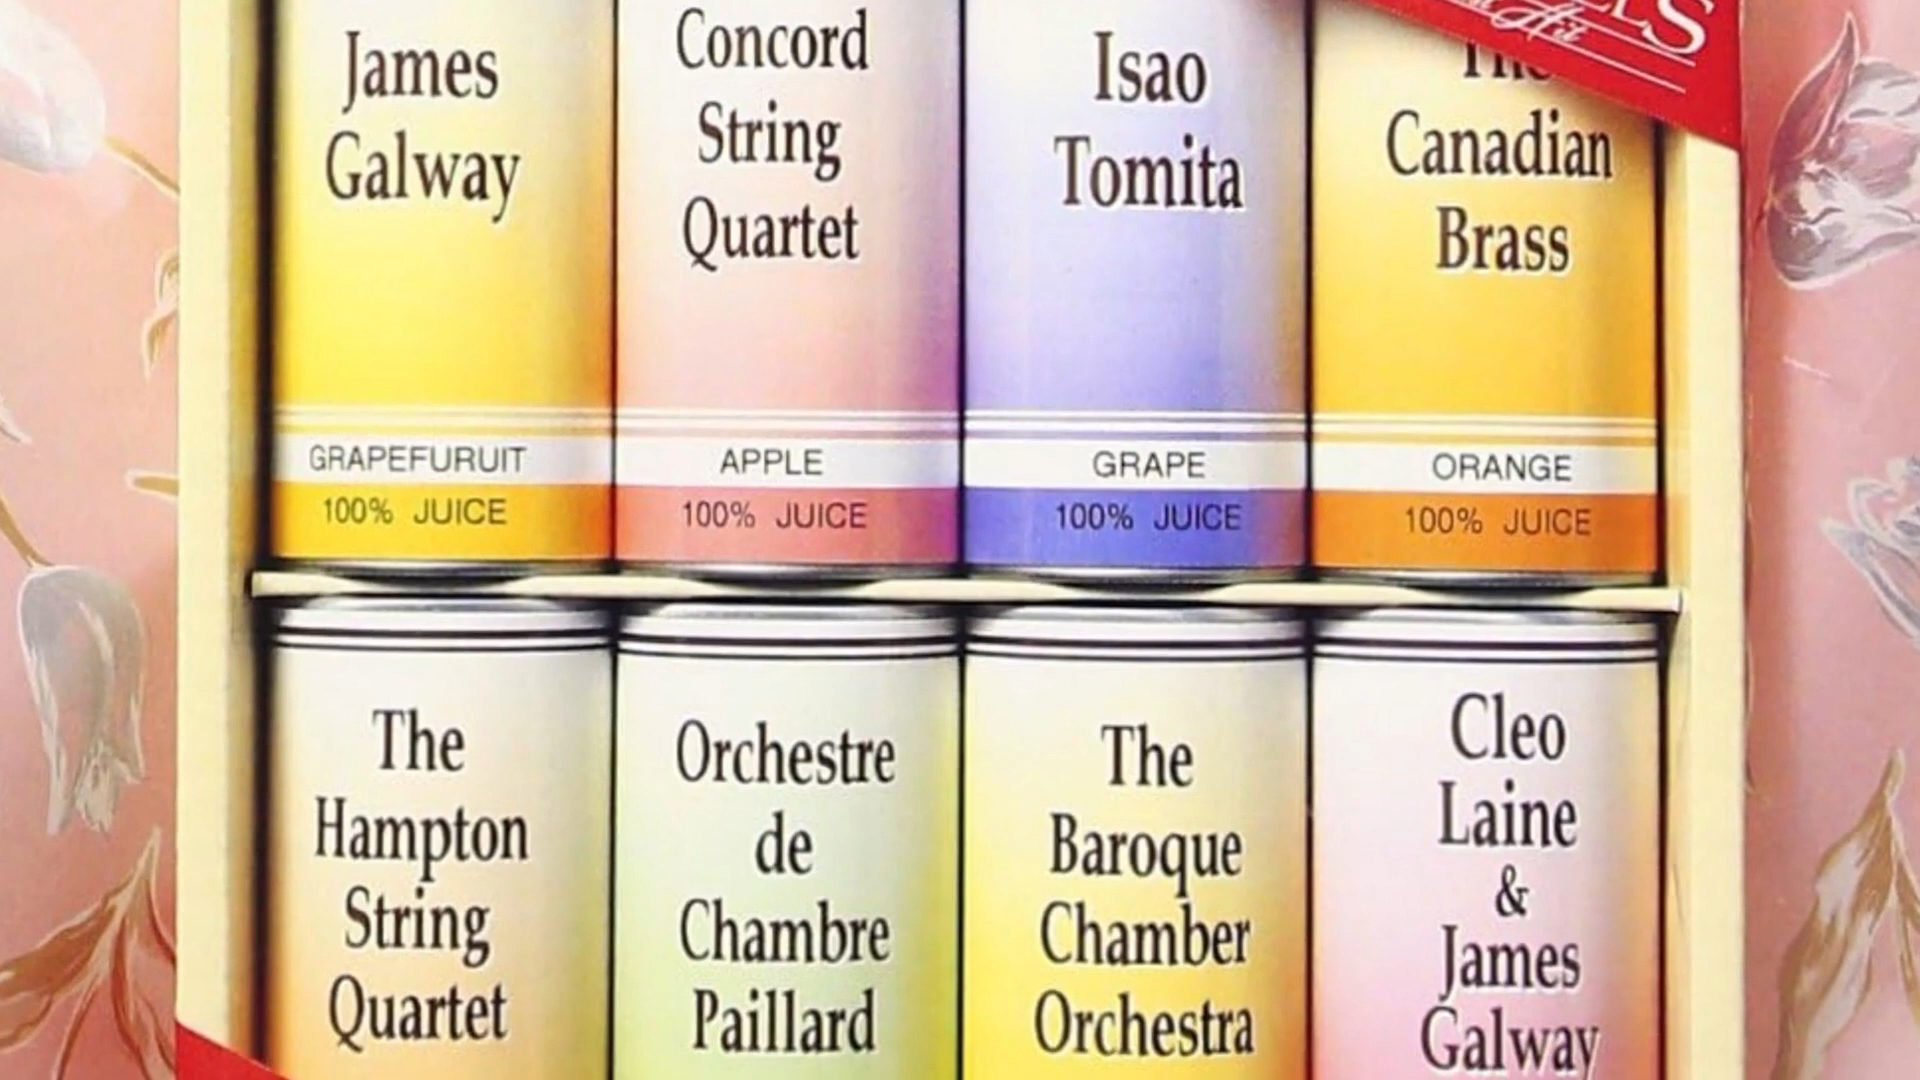 James
Galway
Concord
String
Quartet
Isao
Tomita
The
Canadian
Brass
GRAPEFURUIT
100% JUICE
APPLE
100% JUICE
GRAPE
100% JUICE
ORANGE
100% JUICE
The
Hampton
String
Quartet
Orchestre
de
Chambre
Paillard
The
Baroque
Chamber
Orchestra
Cleo
Laine
&
James
Galway